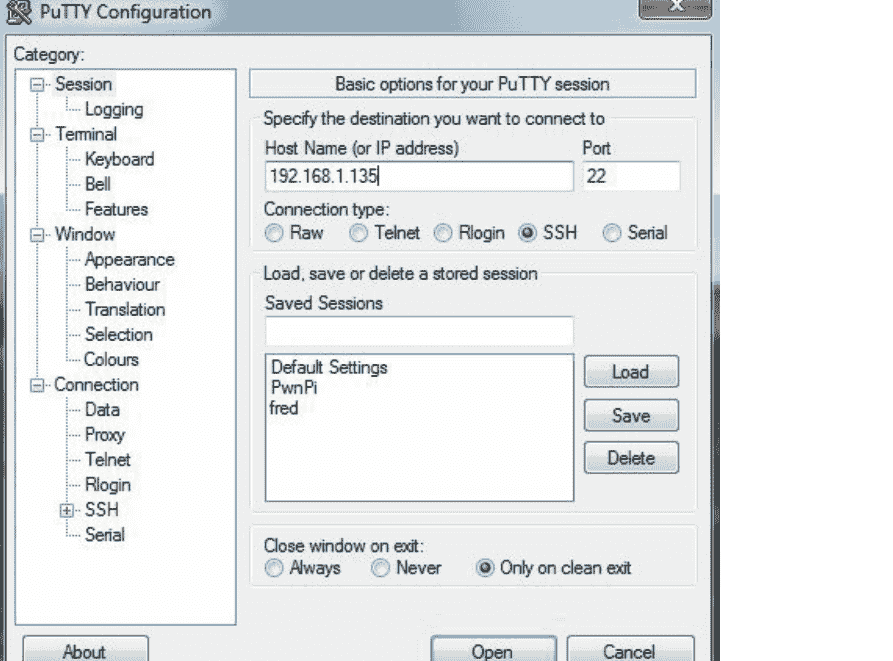 PuTTY Configuration
Category:
Session
Logging
Terminal
Keyboard
Bell
Features
Window
Appearance
Behaviour
Translation
Selection
Colours
Connection
Data
Proxy
Telnet
Rlogin
SSH
Serial
Basic options for your PuTTY session
Specify the destination you want to connect to
Host Name (or IP address) Port
192.168.1.135 22
Connection type:
Raw Telnet Rlogin SSH Serial
Load, save or delete a stored session
Saved Sessions
Default Settings
PwnPi
fred
Load
Save
Delete
Close window on exit:
Always Never Only on clean exit
About Open Cancel